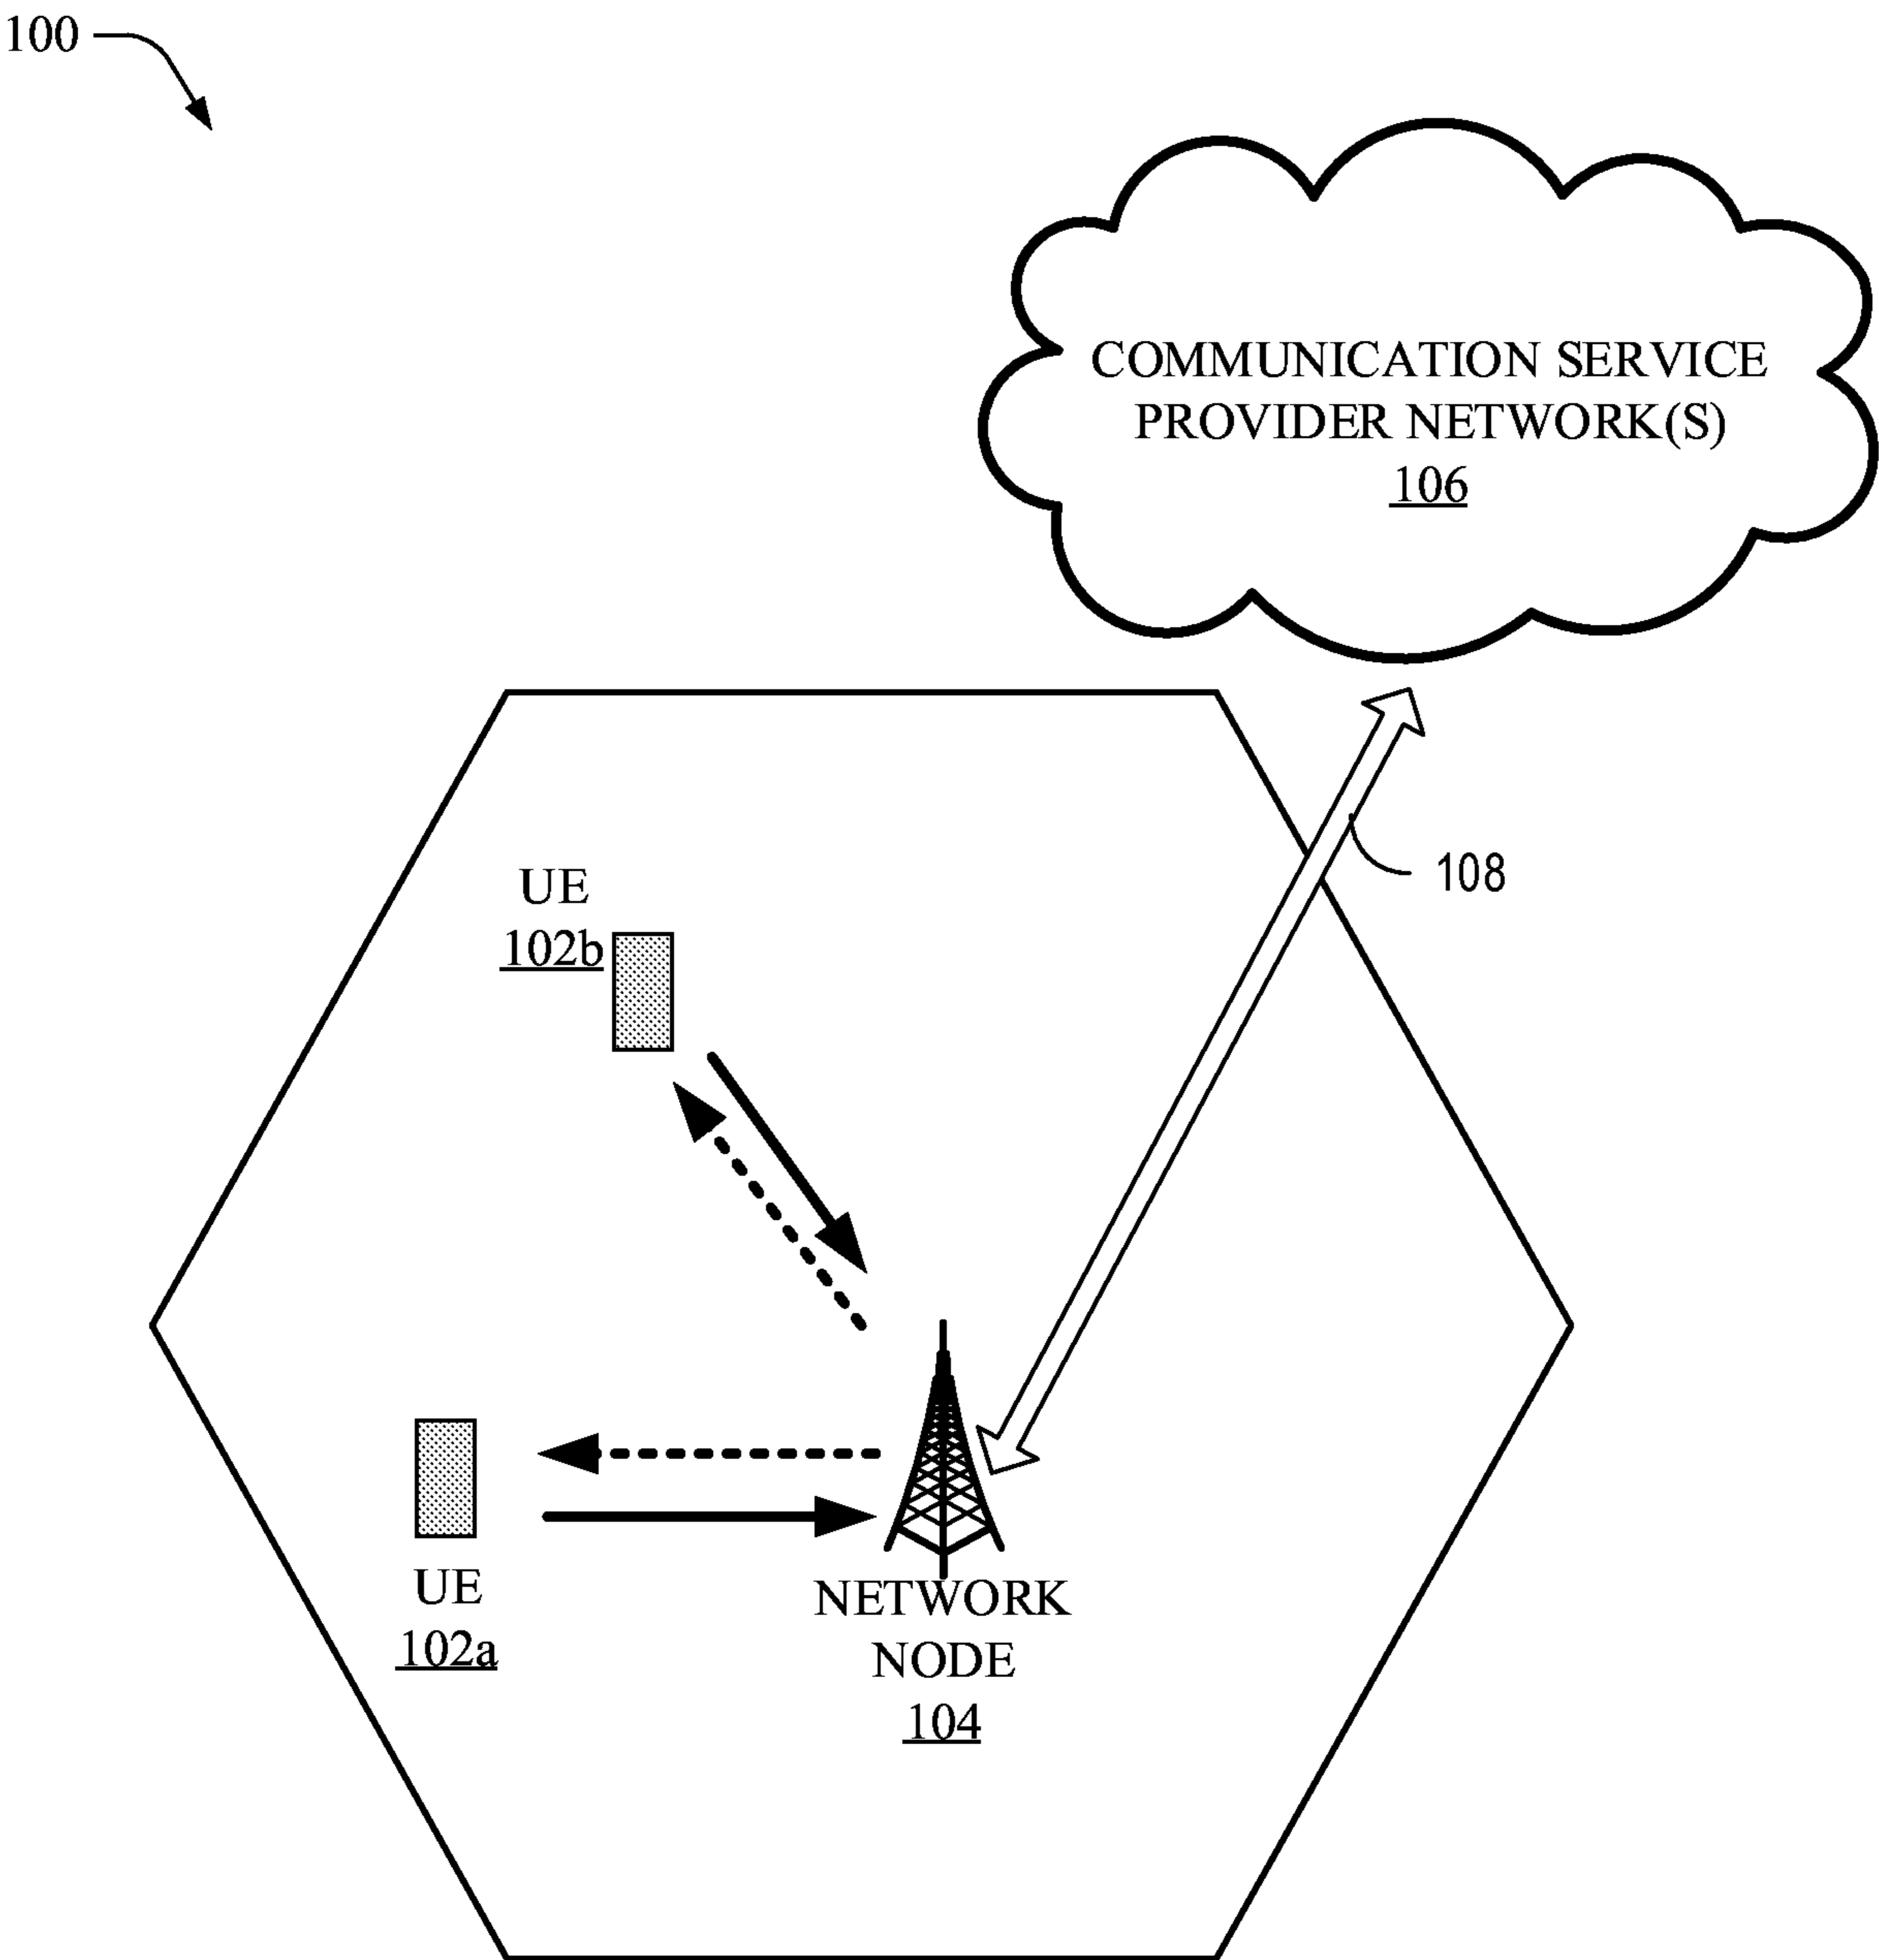 100
COMMUNICATION SERVICE
PROVIDER NETWORK(S)
106
108
UE
102b
UE
102a
NETWORK
NODE
104